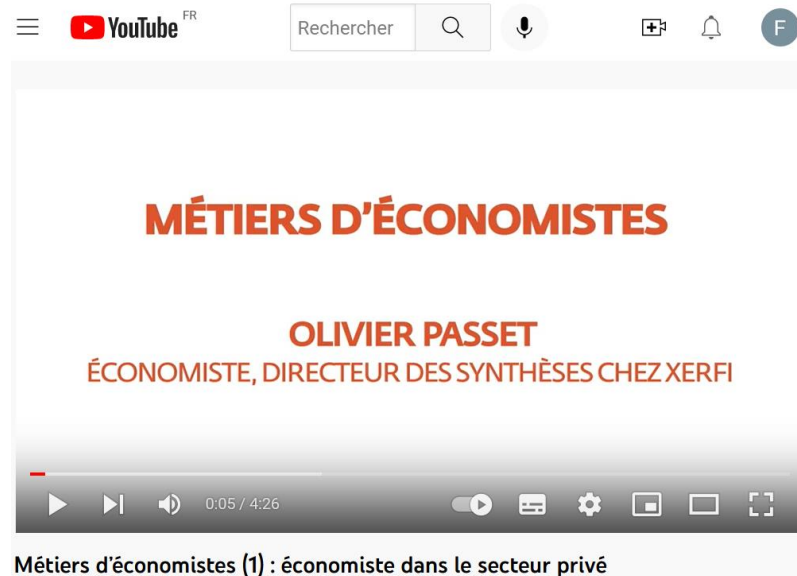 YouTube FR
Rechercher
F
MÉTIERS D'ÉCONOMISTES
OLIVIER PASSET
ÉCONOMISTE, DIRECTEUR DES SYNTHÈSES CHEZ XERFI
0:05 / 4:26
Métiers d'économistes (1) : économiste dans le secteur privé